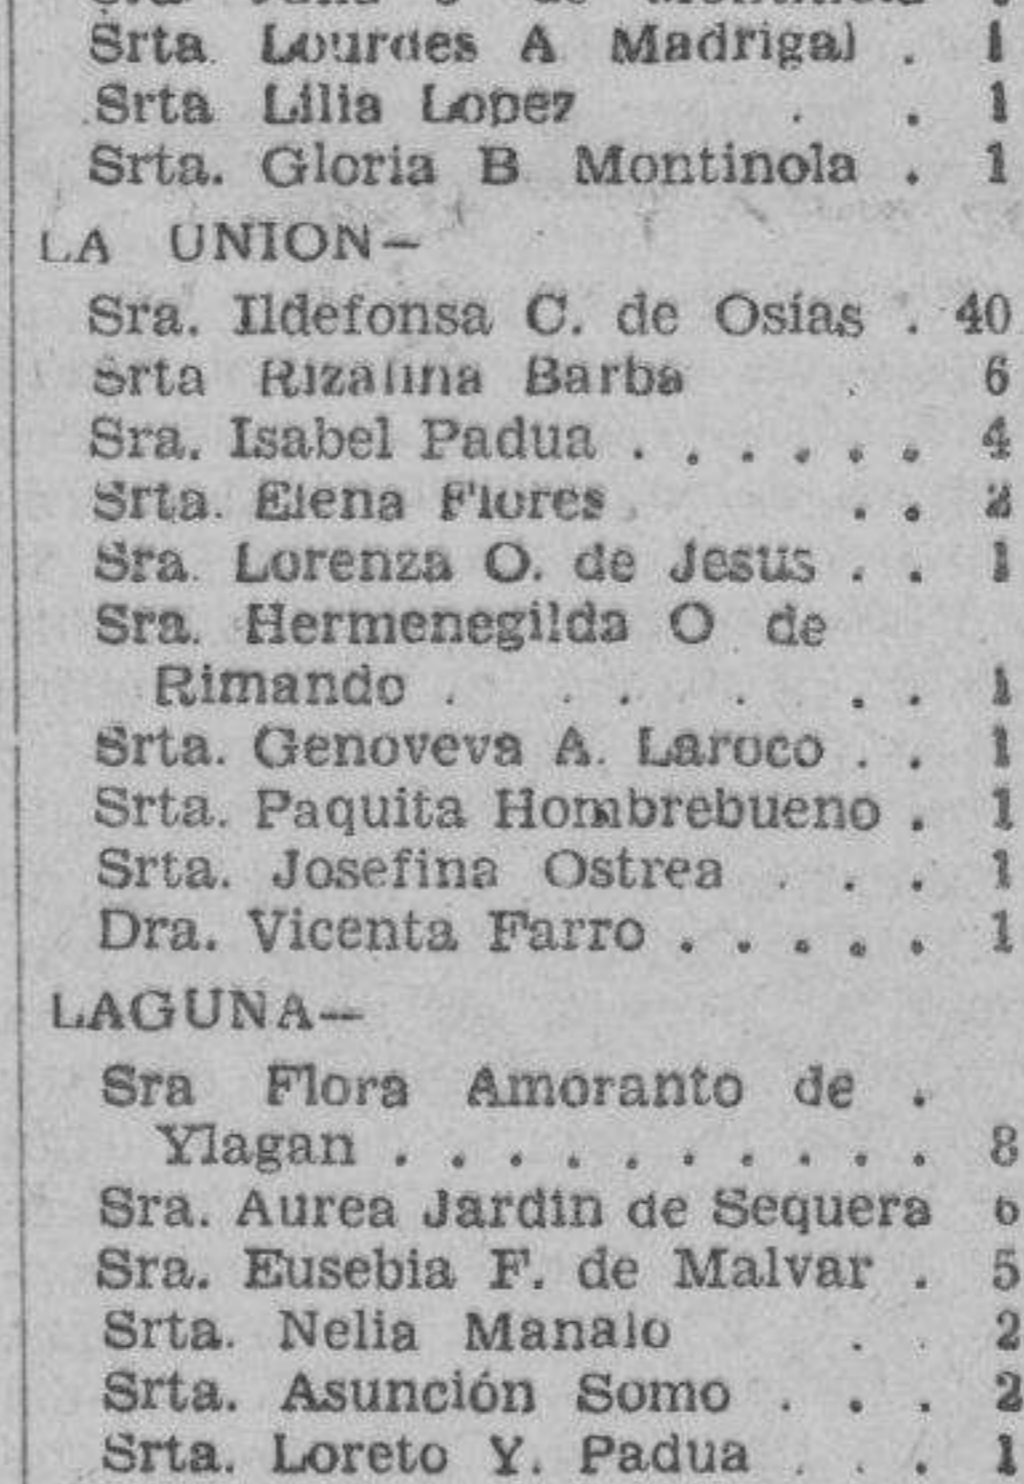 Srta. Lourdes A Madrigal . 1
Srta Lilia Lopez . . 1
Srta. Gloria B Montinola . 1
LA UNION—
Sra. Ildefonsa C. de Osías . 40
Srta Rizalina Barba . 6
Sra. Isabel Padua . . . . . . 4
Srta. Elena Flores . . 2
Sra. Lorenza O. de Jesus . . 1
Sra. Hermenegilda O de
Rimando . . . . . . 1
Srta. Genoveva A. Laroco . . 1
Srta. Paquita Hombrebueno . 1
Srta. Josefina Ostrea . . . 1
Dra. Vicenta Farro . . . . . 1
LAGUNA—
Sra Flora Amoranto de .
Ylagan . . . . . . . . . . 8
Sra. Aurea Jardin de Sequera 6
Sra. Eusebia F. de Malvar . 5
Srta. Nelia Manalo . . 2
Srta. Asunción Somo . . . 2
Srta. Loreto Y. Padua . . . 1